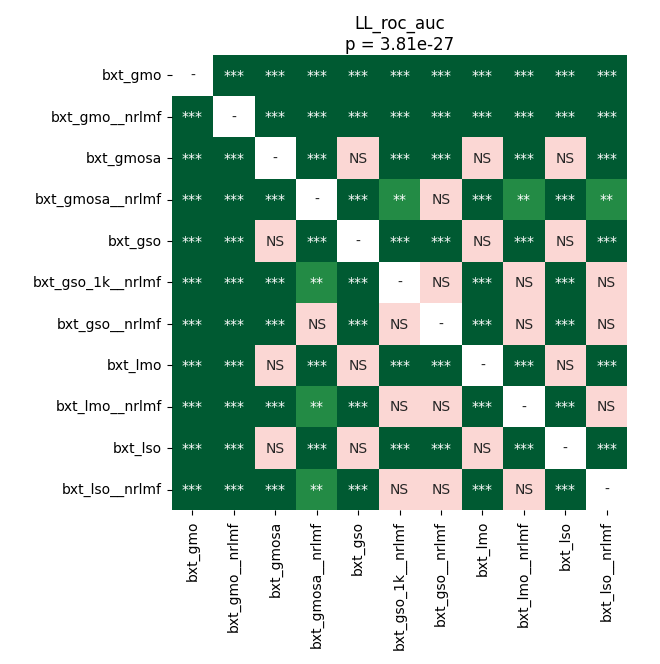 LL_roc_auc
p = 3.81e-27
bxt_gmo - *** *** *** *** *** *** *** *** *** ***
bxt_gmo__nrlmf *** - *** *** *** *** *** *** *** *** ***
bxt_gmosa *** *** - *** NS *** *** NS *** NS ***
bxt_gmosa__nrlmf *** *** *** - *** ** NS *** ** *** **
bxt_gso *** *** NS *** - *** *** NS *** NS ***
bxt_gso_1k__nrlmf *** *** *** ** *** - NS *** NS *** NS
bxt_gso__nrlmf *** *** *** NS *** NS - *** NS *** NS
bxt_lmo *** *** NS *** NS *** *** - *** NS ***
bxt_lmo__nrlmf *** *** *** ** *** NS NS *** - *** NS
bxt_lso *** *** NS *** NS *** *** NS *** - ***
bxt_lso__nrlmf *** *** *** ** *** NS NS *** NS *** -
bxt_gmo
bxt_gmo__nrlmf
bxt_gmosa
bxt_gmosa__nrlmf
bxt_gso
bxt_gso_1k__nrlmf
bxt_gso__nrlmf
bxt_lmo
bxt_lmo__nrlmf
bxt_lso
bxt_lso__nrlmf